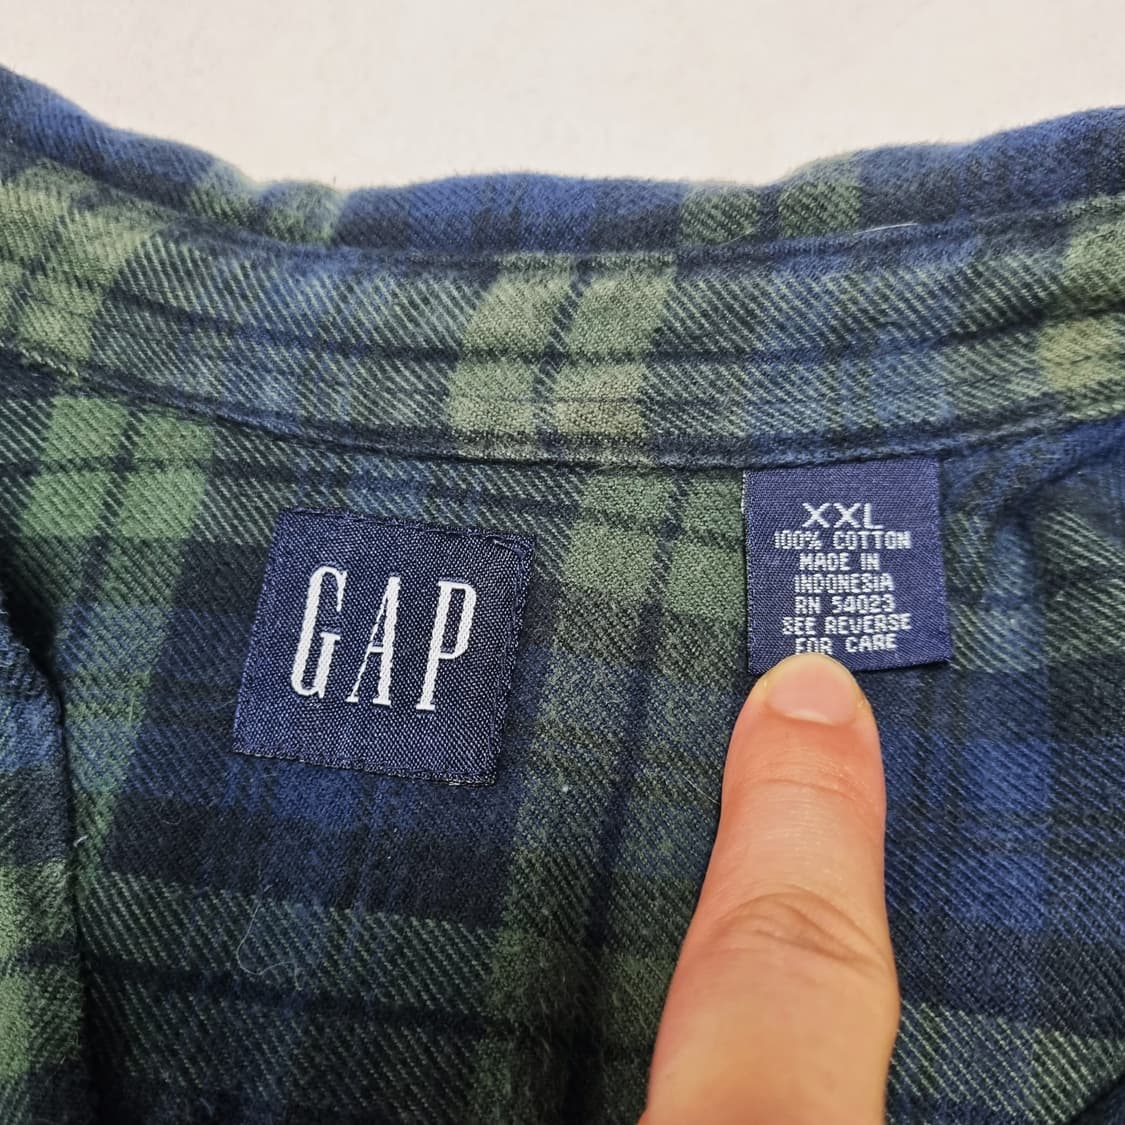 GAP
XXL
100% COTTON
MADE IN
INDONESIA
RN 54023
SEE REVERSE
FOR CARE